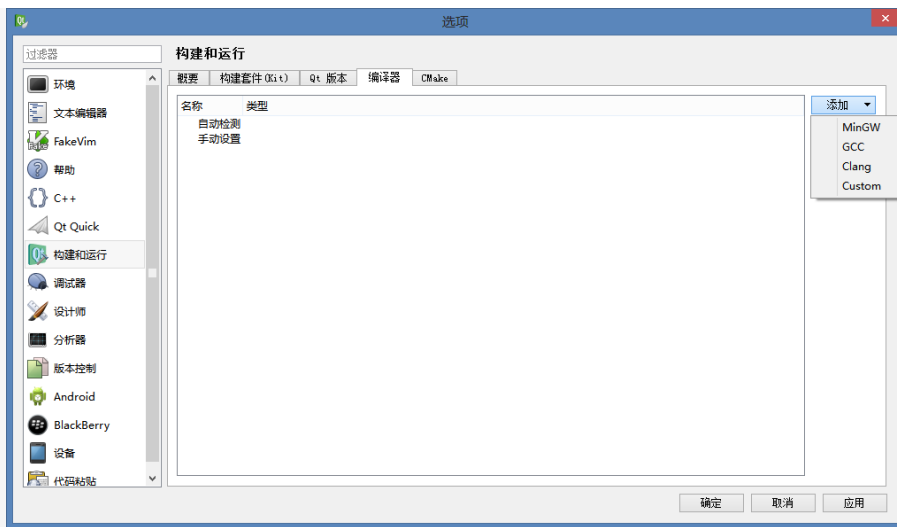 选项
过滤器
构建和运行
概要 构建套件(Kit) Qt 版本 编译器 CMake
环境
文本编辑器
FakeVim
帮助
C++
Qt Quick
构建和运行
调试器
设计师
分析器
版本控制
Android
BlackBerry
设备
代码粘贴
名称 类型
自动检测
手动设置
添加
MinGW
GCC
Clang
Custom
确定 取消 应用